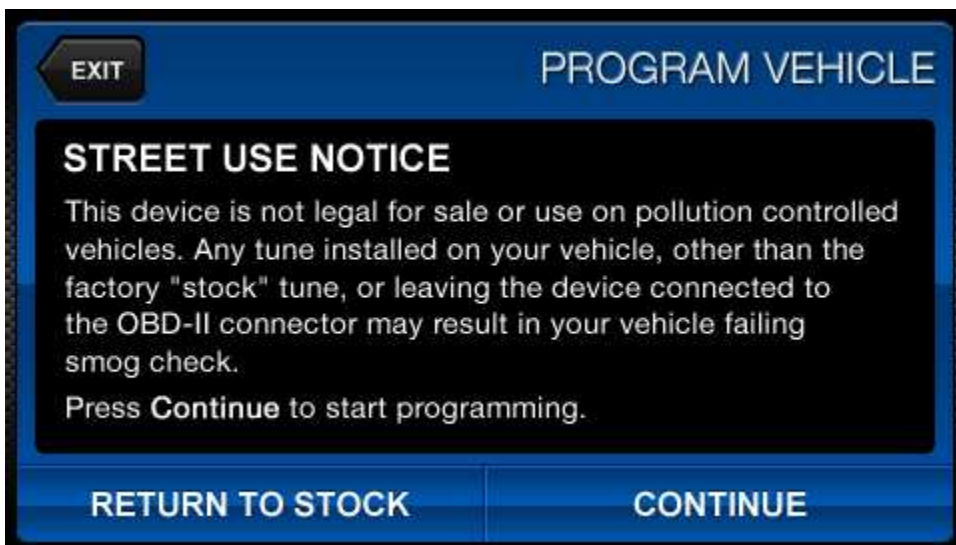 EXIT
PROGRAM VEHICLE
STREET USE NOTICE
This device is not legal for sale or use on pollution controlled
vehicles. Any tune installed on your vehicle, other than the
factory "stock" tune, or leaving the device connected to
the OBD-II connector may result in your vehicle failing
smog check.
Press Continue to start programming.
RETURN TO STOCK
CONTINUE